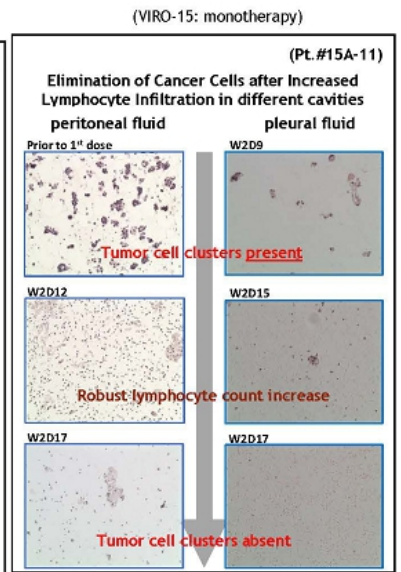 (VIRO-15: monotherapy)
(Pt.#15A-11)
Elimination of Cancer Cells after Increased
Lymphocyte Infiltration in different cavities
peritoneal fluid
pleural fluid
Prior to 1st dose
W2D9
Tumor cell clusters present
W2D12
W2D15
Robust lymphocyte count increase
W2D17
W2D17
Tumor cell clusters absent